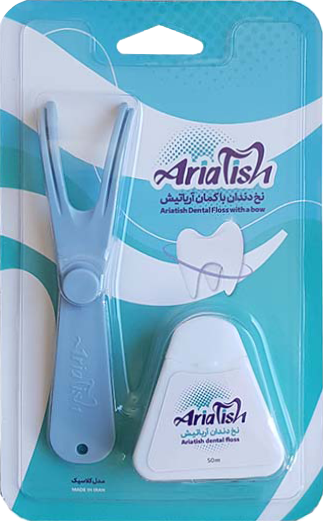 AriaTish
نخ دندان با کمان آریاتیش
Ariatish Dental Floss with a bow
AriaTish
AriaTish
نخ دندان آریاتیش
Ariatish dental floss
50m
مدل کلاسیک
MADE IN IRAN